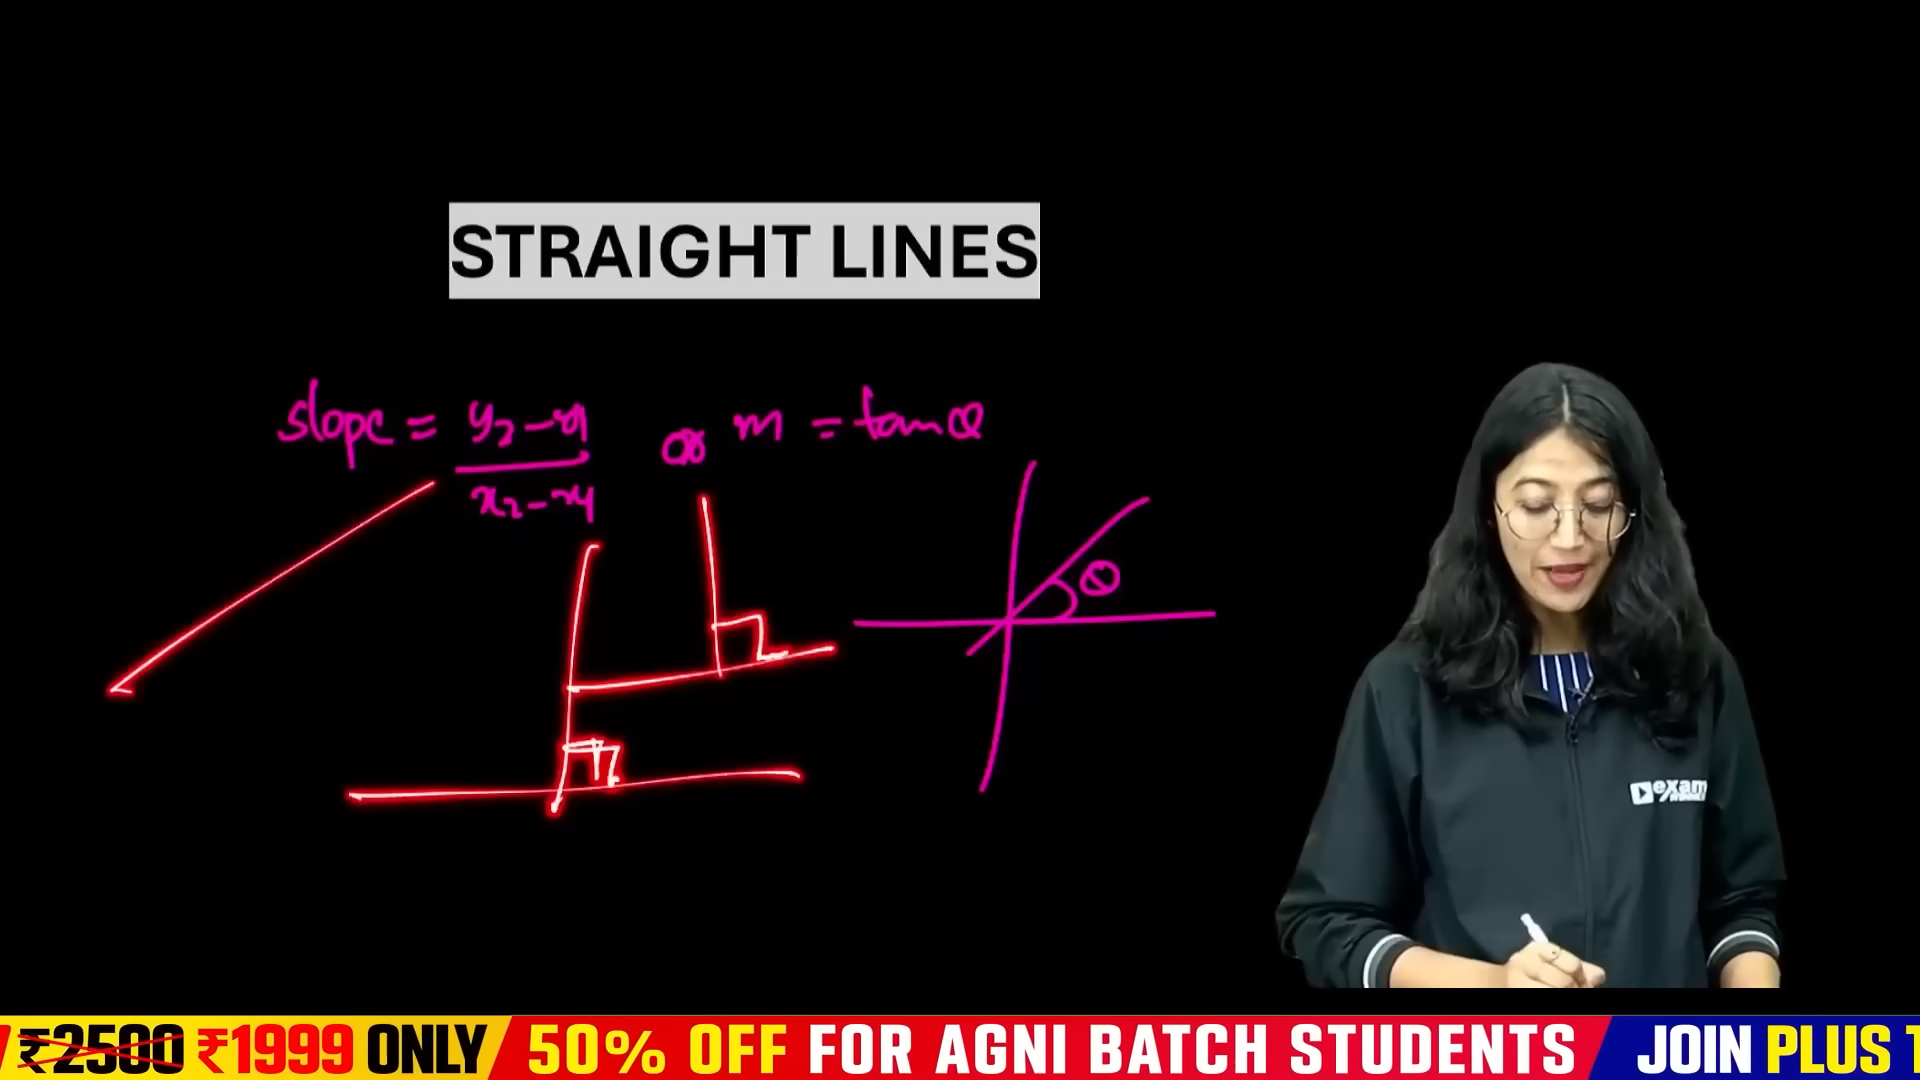 STRAIGHT LINES
slope = y2-y1 / x2-x1 or m = tanθ
θ
exam
₹2500 ₹1999 ONLY 50% OFF FOR AGNI BATCH STUDENTS JOIN PLUS